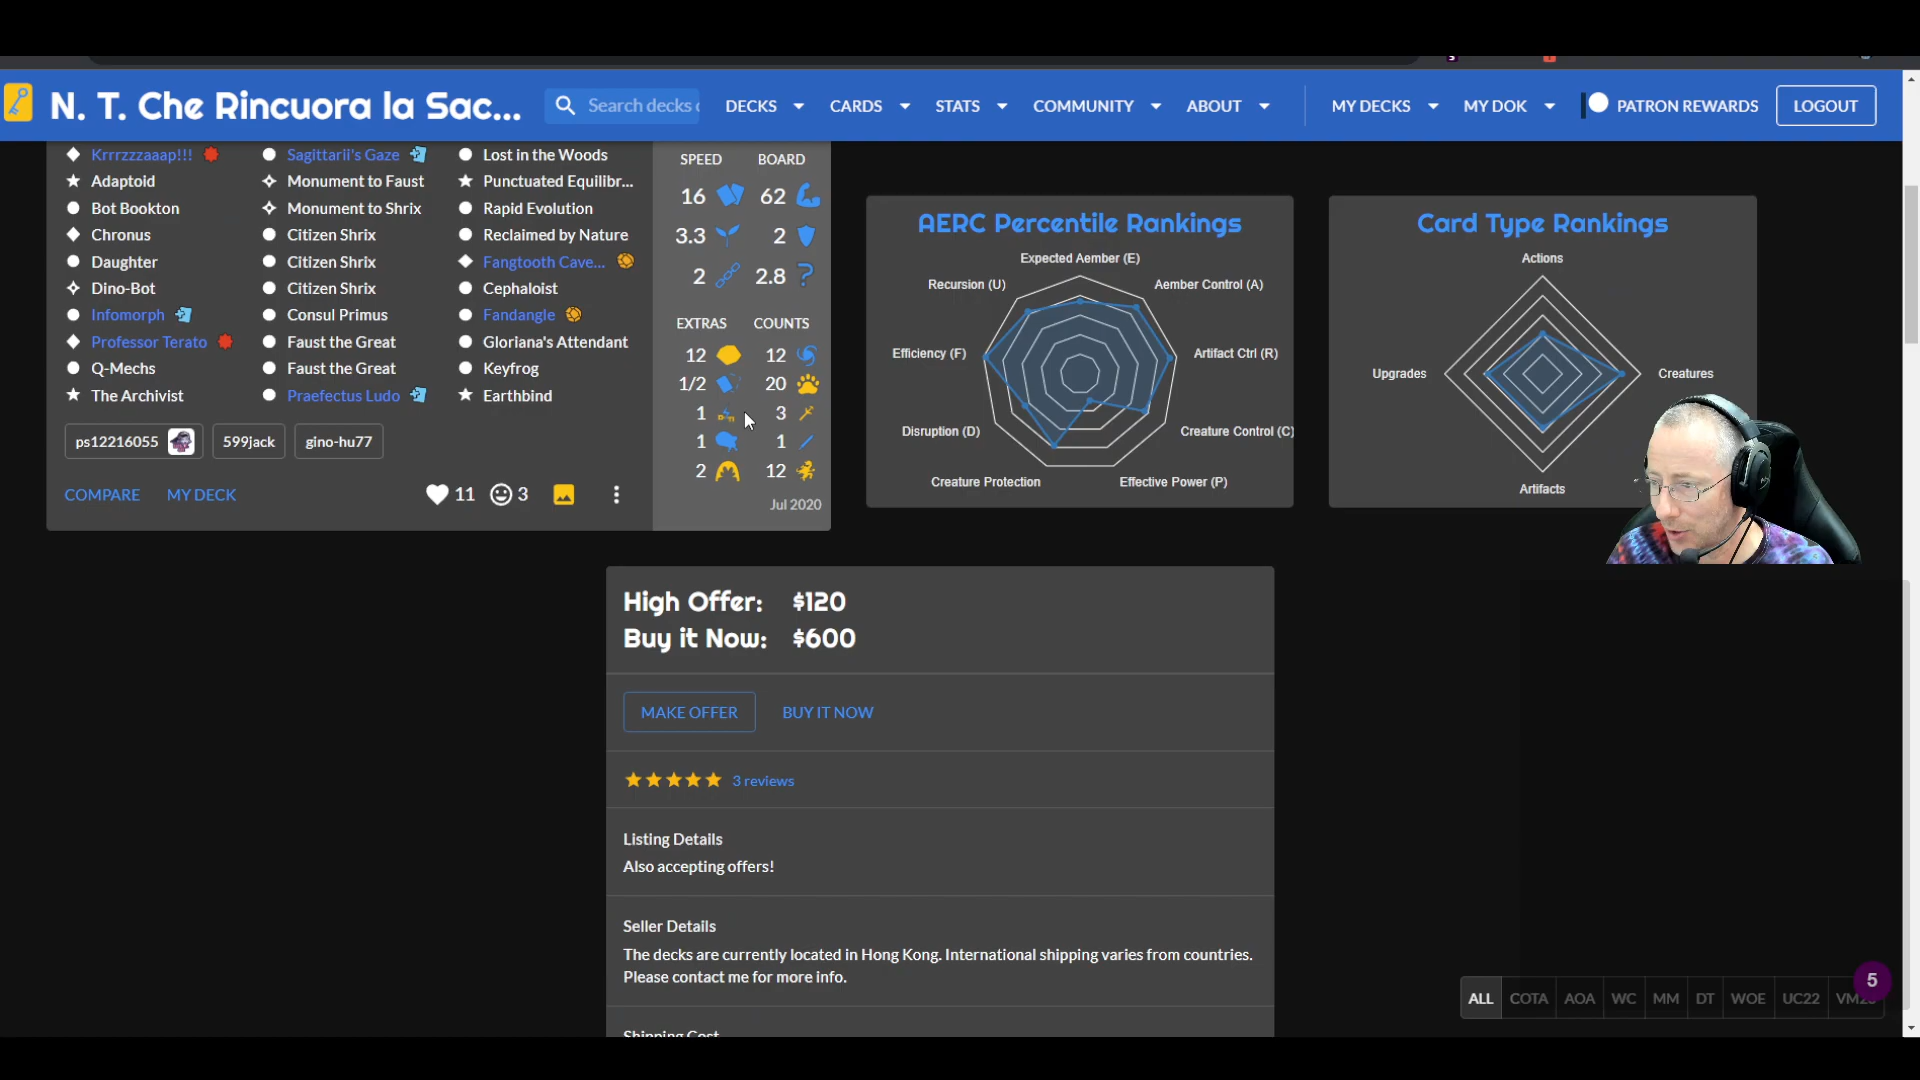 N. T. Che Rincuora la Sac...
Search decks
DECKS
CARDS
STATS
COMMUNITY
ABOUT
MY DECKS
MY DOK
PATRON REWARDS
LOGOUT
Krrrzzzaaap!!!
Adaptoid
Bot Bookton
Chronus
Daughter
Dino-Bot
Infomorph
Professor Terato
Q-Mechs
The Archivist
Sagittarii's Gaze
Monument to Faust
Monument to Shrix
Citizen Shrix
Citizen Shrix
Citizen Shrix
Consul Primus
Faust the Great
Faust the Great
Praefectus Ludo
Lost in the Woods
Punctuated Equilibr...
Rapid Evolution
Reclaimed by Nature
Fangtooth Cave...
Cephaloist
Fandangle
Gloriana's Attendant
Keyfrog
Earthbind
ps12216055
599jack
gino-hu77
COMPARE
MY DECK
11
3
SPEED BOARD
16 62
3.3 2
2 2.8
EXTRAS COUNTS
12 12
1/2 20
1 3
1 1
2 12
Jul 2020
AERC Percentile Rankings
Expected Aember (E)
Recursion (U)
Aember Control (A)
Efficiency (F)
Artifact Ctrl (R)
Disruption (D)
Creature Control (C)
Creature Protection
Effective Power (P)
Card Type Rankings
Actions
Upgrades
Creatures
Artifacts
High Offer: $120
Buy it Now: $600
MAKE OFFER
BUY IT NOW
3 reviews
Listing Details
Also accepting offers!
Seller Details
The decks are currently located in Hong Kong. International shipping varies from countries.
Please contact me for more info.
Shipping Cost
5
ALL COTA AOA WC MM DT WOE UC22